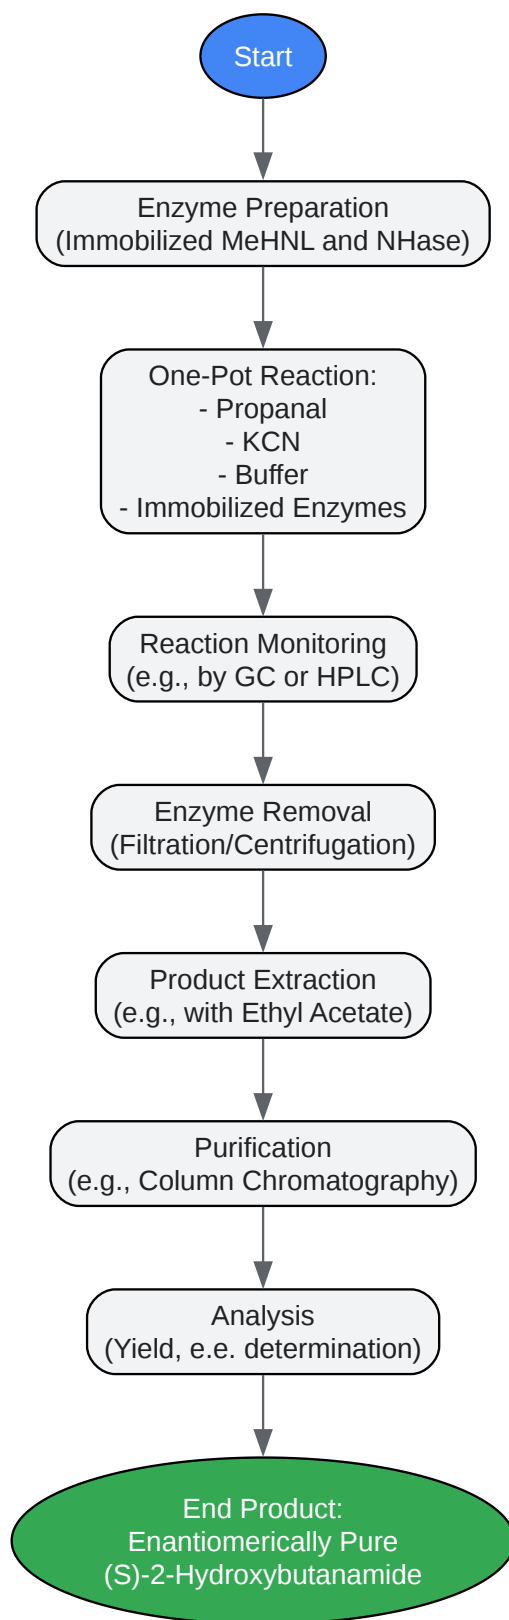 Start
Enzyme Preparation
(Immobilized MeHNL and NHase)
One-Pot Reaction:
- Propanal
- KCN
- Buffer
- Immobilized Enzymes
Reaction Monitoring
(e.g., by GC or HPLC)
Enzyme Removal
(Filtration/Centrifugation)
Product Extraction
(e.g., with Ethyl Acetate)
Purification
(e.g., Column Chromatography)
Analysis
(Yield, e.e. determination)
End Product:
Enantiomerically Pure
(S)-2-Hydroxybutanamide